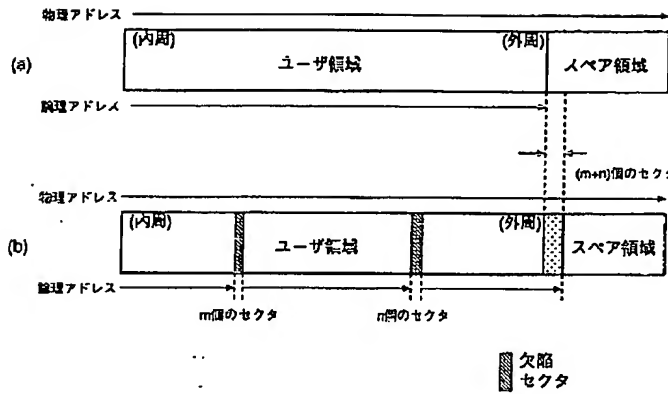 物理アドレス
(a)
(内周)
ユーザ領域
(外周)
スペア領域
論理アドレス
(m+n)個のセクタ
物理アドレス
(b)
(内周)
ユーザ領域
(外周)
スペア領域
論理アドレス
m個のセクタ
n個のセクタ
欠陥
セクタ